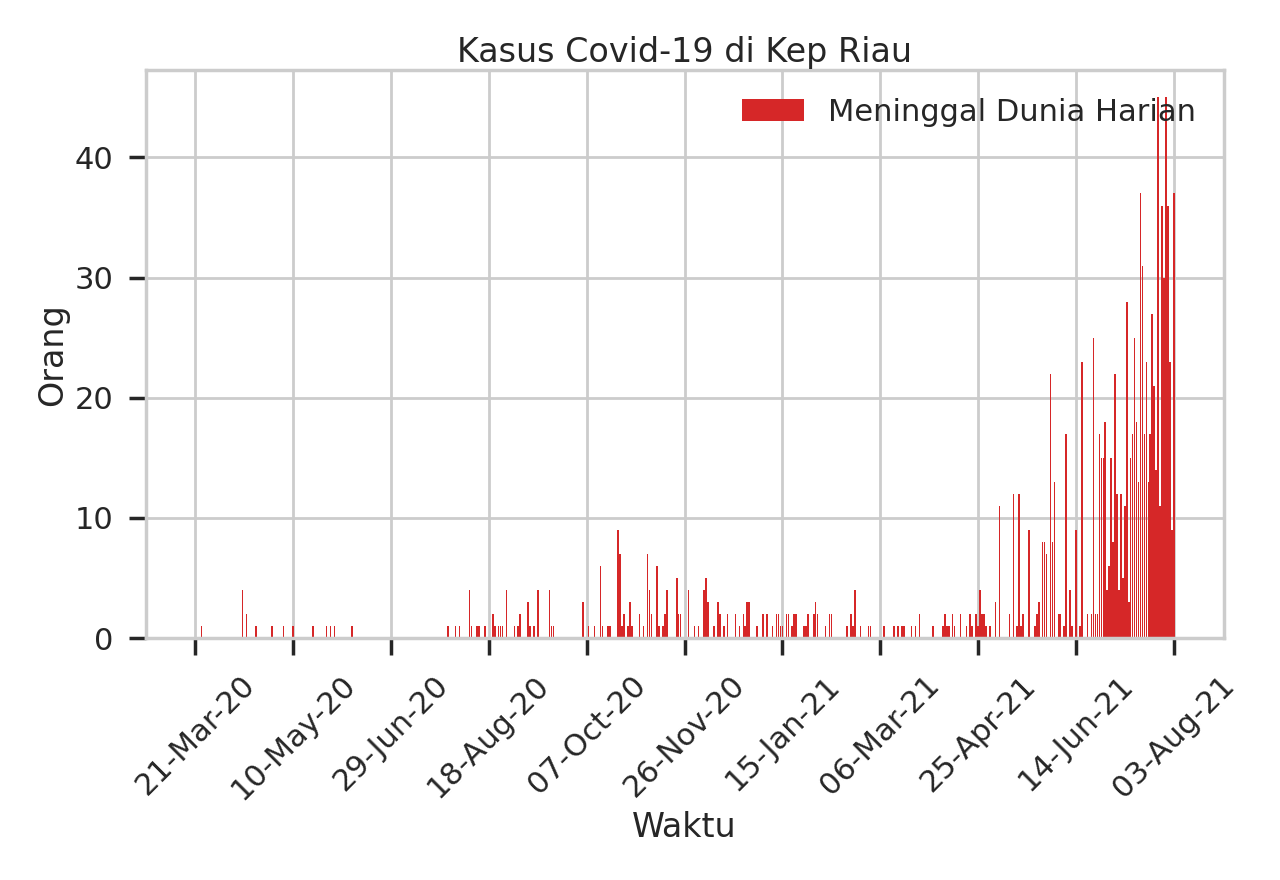 Kasus Covid-19 di Kep Riau
Meninggal Dunia Harian
Orang
40
30
20
10
0
21-Mar-20
10-May-20
29-Jun-20
18-Aug-20
07-Oct-20
26-Nov-20
15-Jan-21
06-Mar-21
25-Apr-21
14-Jun-21
03-Aug-21
Waktu